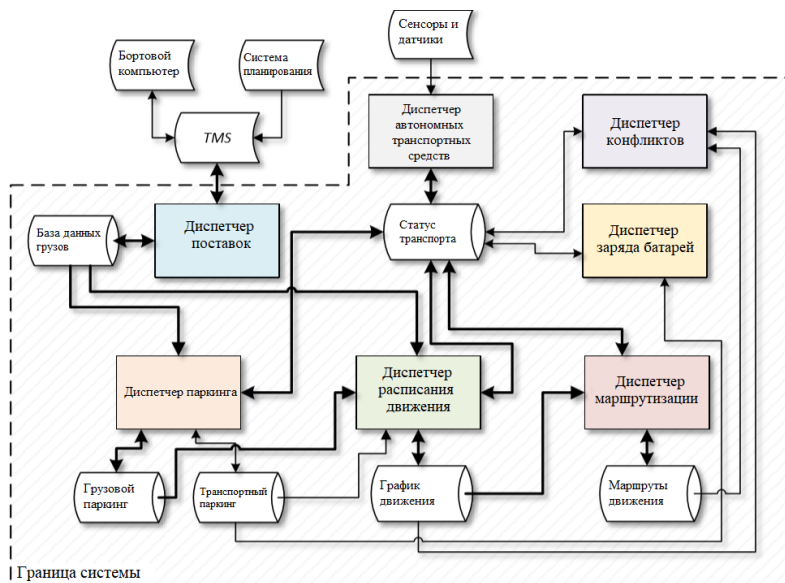 Сенсоры и
датчики
Бортовой
компьютер
Система
планирования
TMS
Диспетчер
автономных
транспортных
средств
Диспетчер
конфликтов
База данных
грузов
Диспетчер
поставок
Статус
транспорта
Диспетчер
заряда батарей
Диспетчер паркинга
Диспетчер
расписания
движения
Диспетчер
маршрутизации
Грузовой
паркинг
Транспортный
паркинг
График
движения
Маршруты
движения
Граница системы